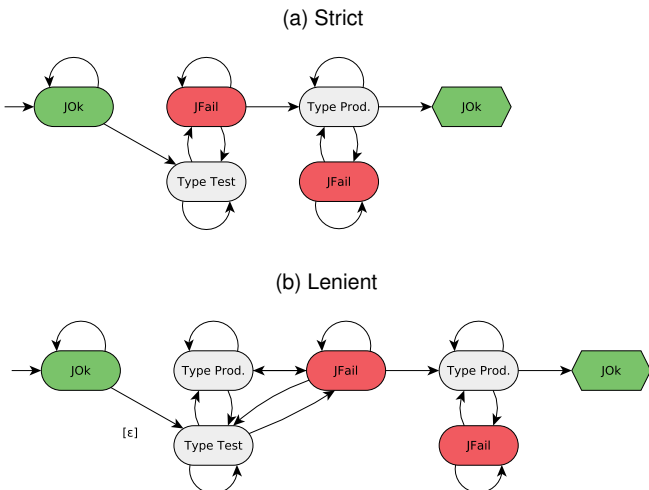 (a) Strict
JOk
JFail
Type Prod.
JOk
Type Test
JFail
(b) Lenient
JOk
Type Prod.
JFail
Type Prod.
JOk
[ε]
Type Test
JFail